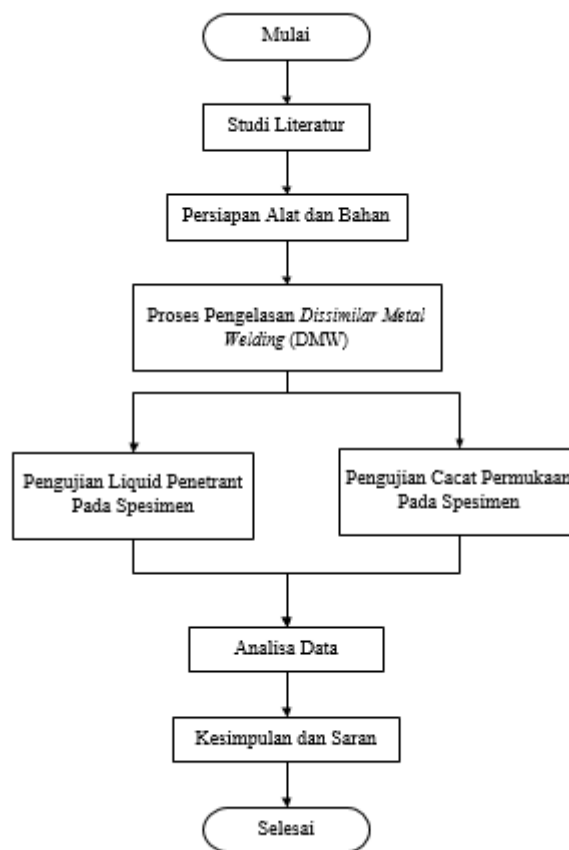 Mulai
Studi Literatur
Persiapan Alat dan Bahan
Proses Pengelasan Dissimilar Metal
Welding (DMW)
Pengujian Liquid Penetrant
Pada Spesimen
Pengujian Cacat Permukaan
Pada Spesimen
Analisa Data
Kesimpulan dan Saran
Selesai